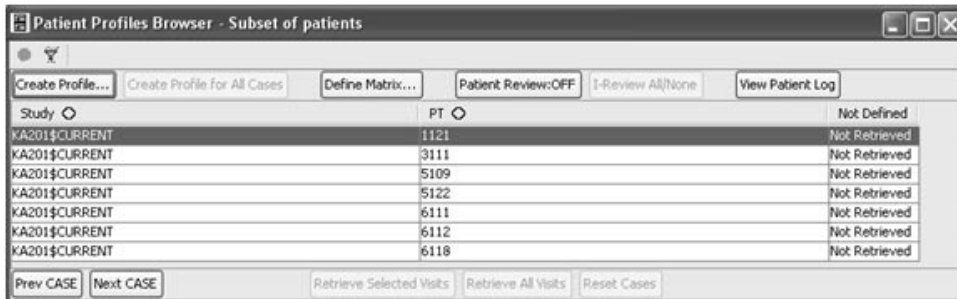 Patient Profiles Browser - Subset of patients
Create Profile... Create Profile for All Cases Define Matrix... Patient Review:OFF I-Review All/None View Patient Log
Study PT Not Defined
KA201$CURRENT 1121 Not Retrieved
KA201$CURRENT 3111 Not Retrieved
KA201$CURRENT 5109 Not Retrieved
KA201$CURRENT 5122 Not Retrieved
KA201$CURRENT 6111 Not Retrieved
KA201$CURRENT 6112 Not Retrieved
KA201$CURRENT 6118 Not Retrieved
Prev CASE Next CASE Retrieve Selected Visits Retrieve All Visits Reset Cases